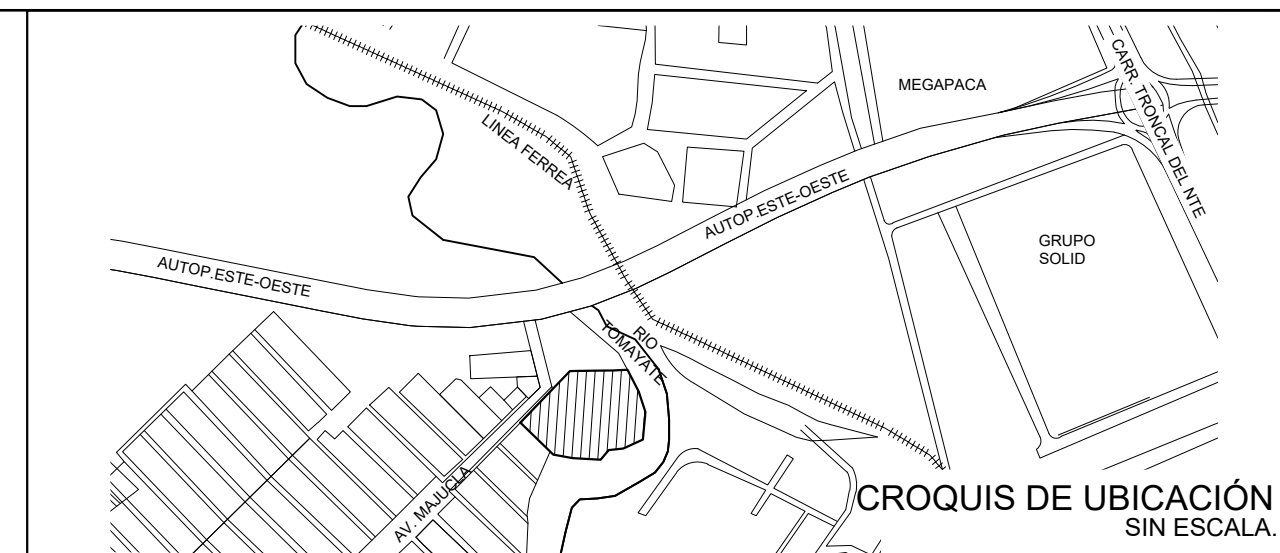 CARR. TRONCAL DEL NTE
MEGAPACA
LINEA FERREA
AUTOP.ESTE-OESTE
GRUPO
SOLID
AUTOP.ESTE-OESTE
RIO
TOMAYATE
AV. MAJUCLA
CROQUIS DE UBICACIÓN
SIN ESCALA.